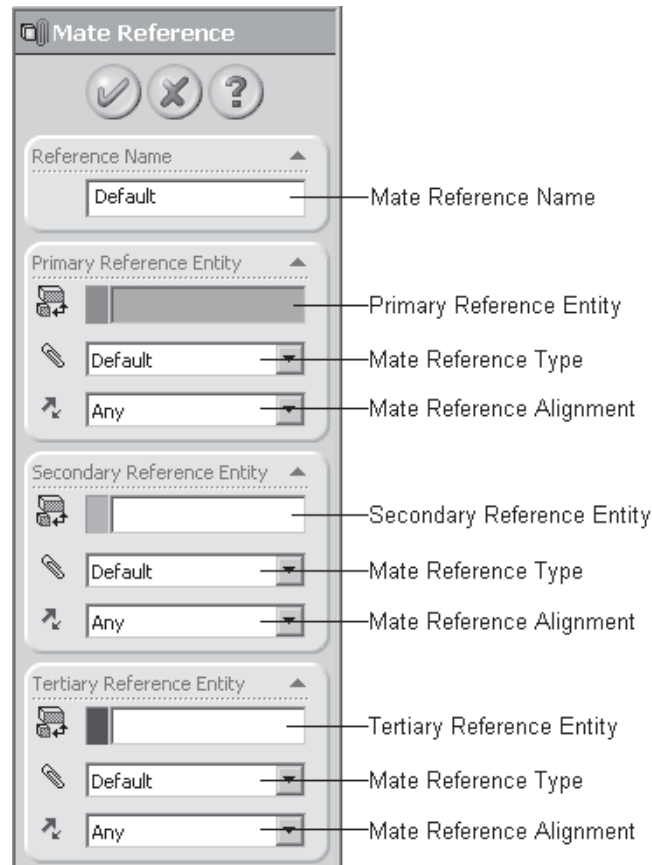 Mate Reference
?
Reference Name
Default
Mate Reference Name
Primary Reference Entity
Primary Reference Entity
Default
Mate Reference Type
Any
Mate Reference Alignment
Secondary Reference Entity
Secondary Reference Entity
Default
Mate Reference Type
Any
Mate Reference Alignment
Tertiary Reference Entity
Tertiary Reference Entity
Default
Mate Reference Type
Any
Mate Reference Alignment